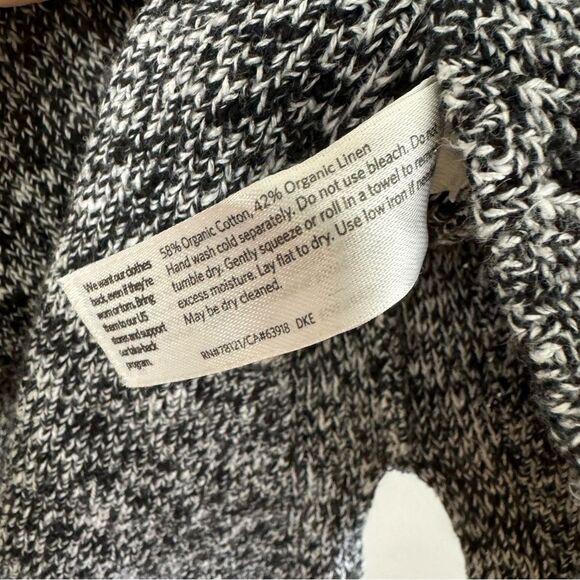 We want our clothes
back, even if they're
worn or torn. Bring
them to our US
stores and support
our take-back
program.
58% Organic Cotton, 42% Organic Linen
Hand wash cold separately. Do not use bleach. Do not
tumble dry. Gently squeeze or roll in a towel to remove
excess moisture. Lay flat to dry. Use low iron if
May be dry cleaned.
RN#78121/CA#63918 DKE